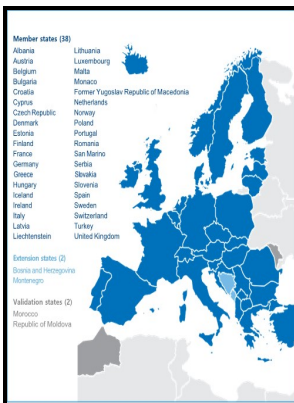 Member states (38)
Albania
Austria
Belgium
Bulgaria
Croatia
Cyprus
Czech Republic
Denmark
Estonia
Finland
France
Germany
Greece
Hungary
Iceland
Ireland
Italy
Latvia
Liechtenstein
Lithuania
Luxembourg
Malta
Monaco
Former Yugoslav Republic of Macedonia
Netherlands
Norway
Poland
Portugal
Romania
San Marino
Serbia
Slovakia
Slovenia
Spain
Sweden
Switzerland
Turkey
United Kingdom
Extension states (2)
Bosnia and Herzegovina
Montenegro
Validation states (2)
Morocco
Republic of Moldova